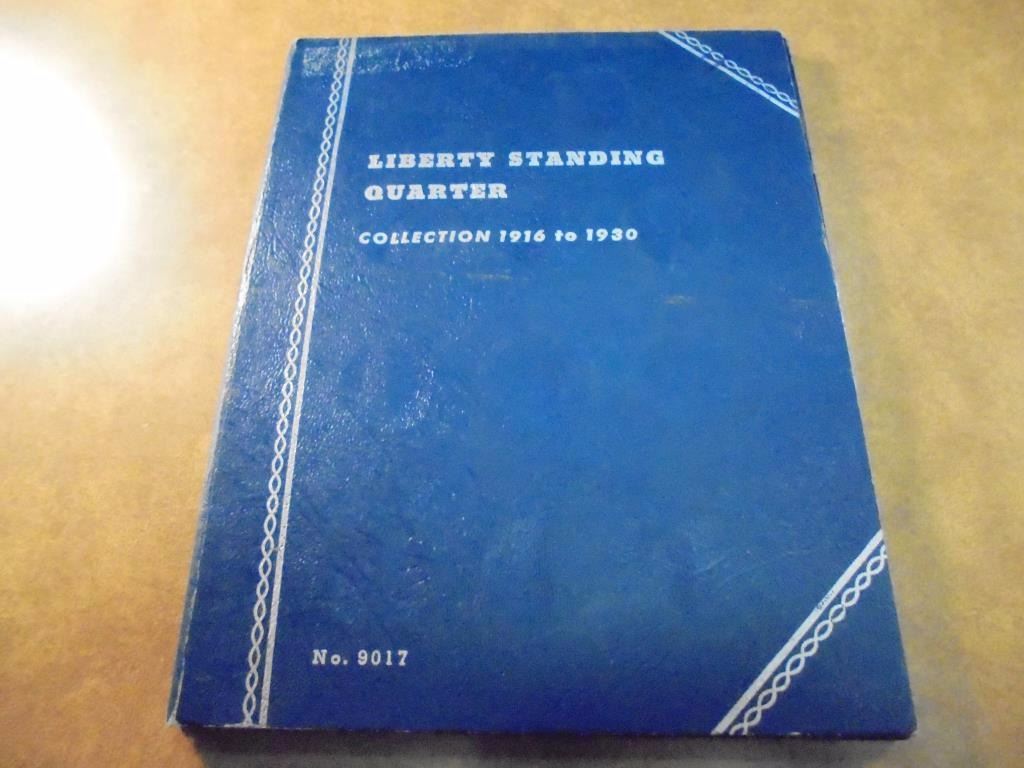 LIBERTY STANDING
QUARTER
COLLECTION 1916 to 1930
No. 9017